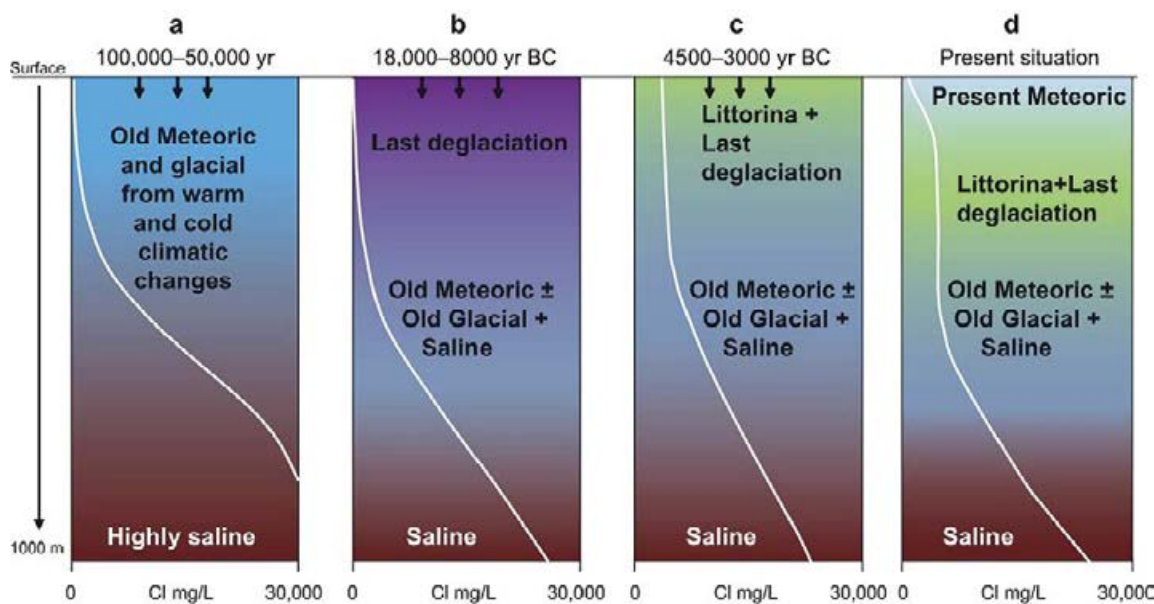 a
100,000–50,000 yr
Surface
Old Meteoric
and glacial
from warm
and cold
climatic
changes
Highly saline
1000 m
0
Cl mg/L
30,000
b
18,000–8000 yr BC
Last deglaciation
Old Meteoric ±
Old Glacial +
Saline
Saline
0
Cl mg/L
30,000
c
4500–3000 yr BC
Littorina +
Last
deglaciation
Old Meteoric ±
Old Glacial +
Saline
Saline
0
Cl mg/L
30,000
d
Present situation
Present Meteoric
Littorina+Last
deglaciation
Old Meteoric ±
Old Glacial +
Saline
Saline
0
Cl mg/L
30,000